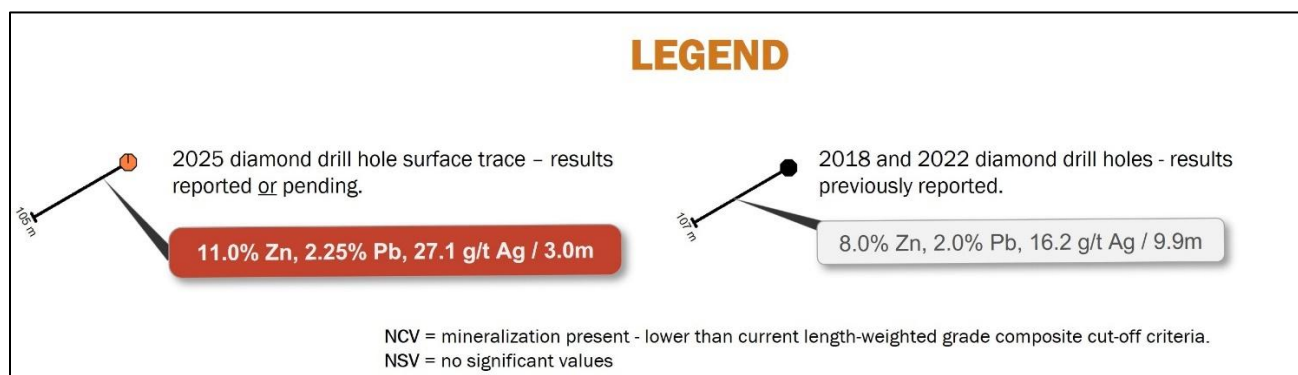 LEGEND
2025 diamond drill hole surface trace – results
reported or pending.
105 m
11.0% Zn, 2.25% Pb, 27.1 g/t Ag / 3.0m
2018 and 2022 diamond drill holes - results
previously reported.
107 m
8.0% Zn, 2.0% Pb, 16.2 g/t Ag / 9.9m
NCV = mineralization present - lower than current length-weighted grade composite cut-off criteria.
NSV = no significant values